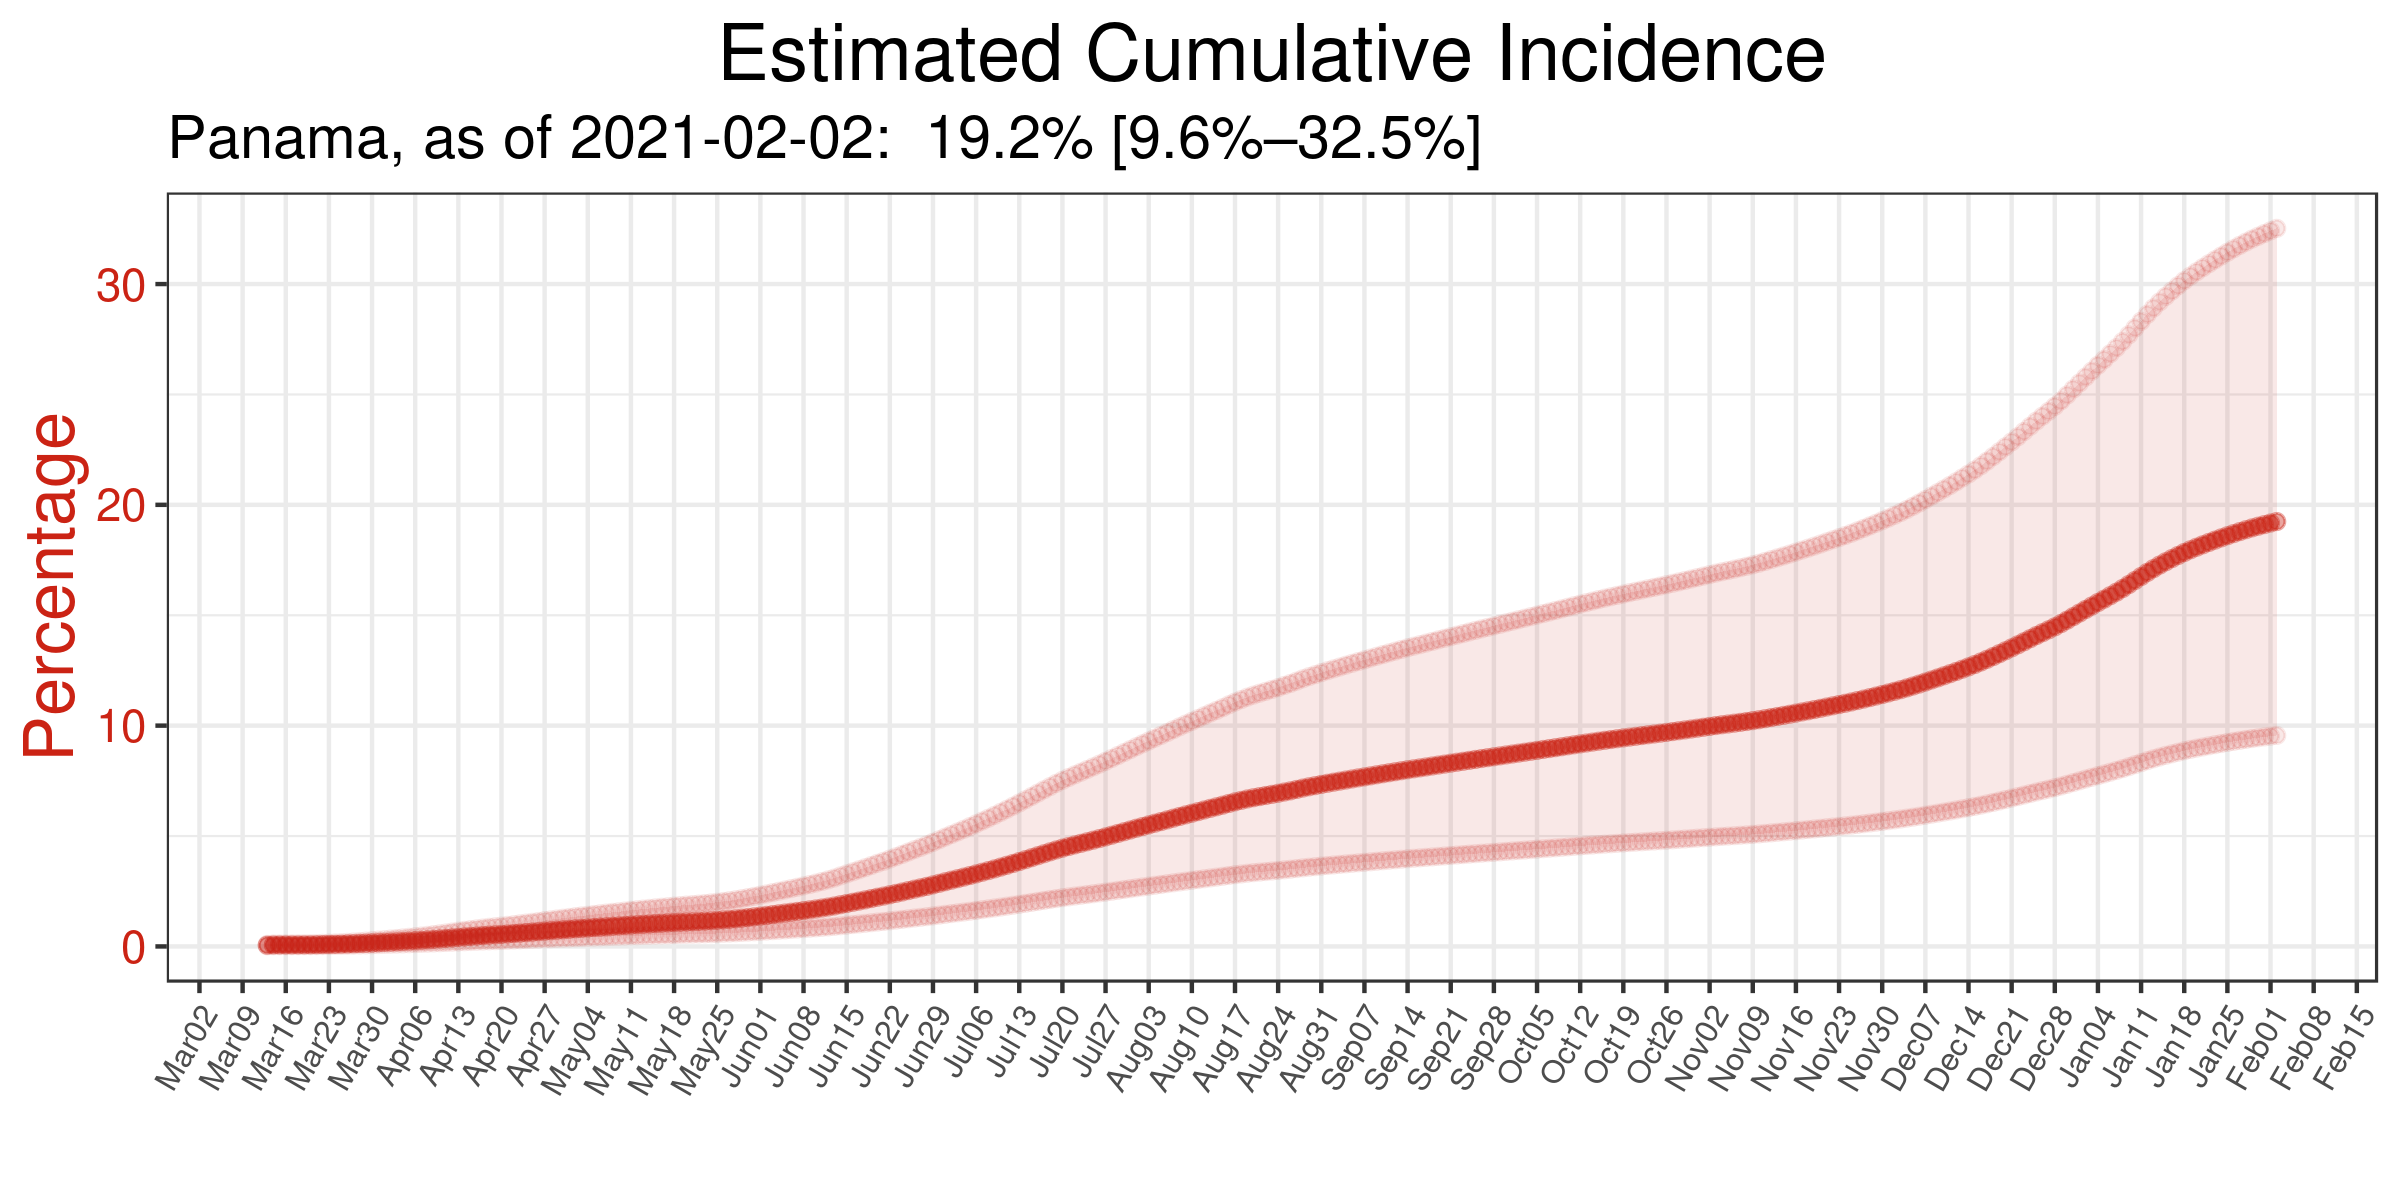 Estimated Cumulative Incidence
Panama, as of 2021-02-02:  19.2% [9.6%–32.5%]
Percentage
30
20
10
0
Mar02
Mar09
Mar16
Mar23
Mar30
Apr06
Apr13
Apr20
Apr27
May04
May11
May18
May25
Jun01
Jun08
Jun15
Jun22
Jun29
Jul06
Jul13
Jul20
Jul27
Aug03
Aug10
Aug17
Aug24
Aug31
Sep07
Sep14
Sep21
Sep28
Oct05
Oct12
Oct19
Oct26
Nov02
Nov09
Nov16
Nov23
Nov30
Dec07
Dec14
Dec21
Dec28
Jan04
Jan11
Jan18
Jan25
Feb01
Feb08
Feb15